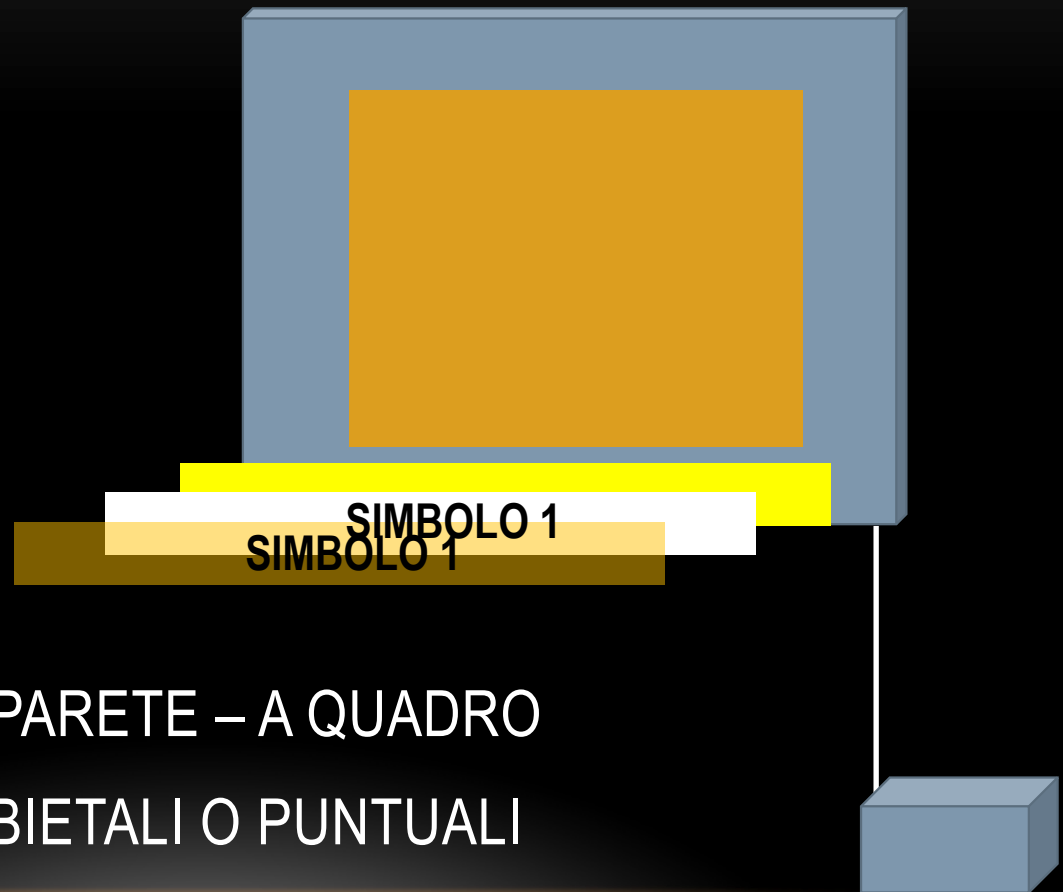 SIMBOLO 1
SIMBOLO 1
PARETE – A QUADRO
BIETALI O PUNTUALI